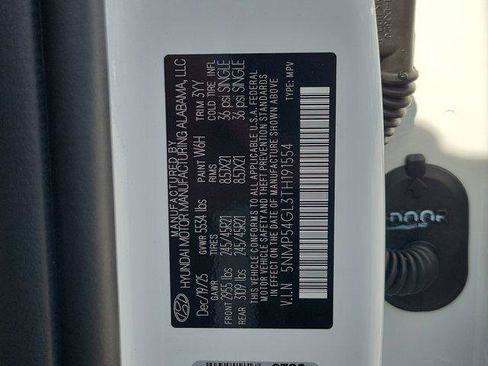 MANUFACTURED BY
HYUNDAI MOTOR MANUFACTURING ALABAMA, LLC
Dec/19/25 PAINT W6H TRIM 3YY
GVWR 5534 lbs
GAWR RIMS COLD TIRE INFL
FRONT 2955 lbs 245/45R21 8.5JX21 36 psi SINGLE
REAR 3109 lbs 245/45R21 8.5JX21 36 psi SINGLE
THIS VEHICLE CONFORMS TO ALL APPLICABLE U.S.A FEDERAL
MOTOR VEHICLE SAFETY, BUMPER, AND THEFT PREVENTION STANDARDS
IN EFFECT ON THE DATE OF MANUFACTURE SHOWN ABOVE.
V.I.N 5NMP54GL3TH191554 TYPE: MPV
DOOR